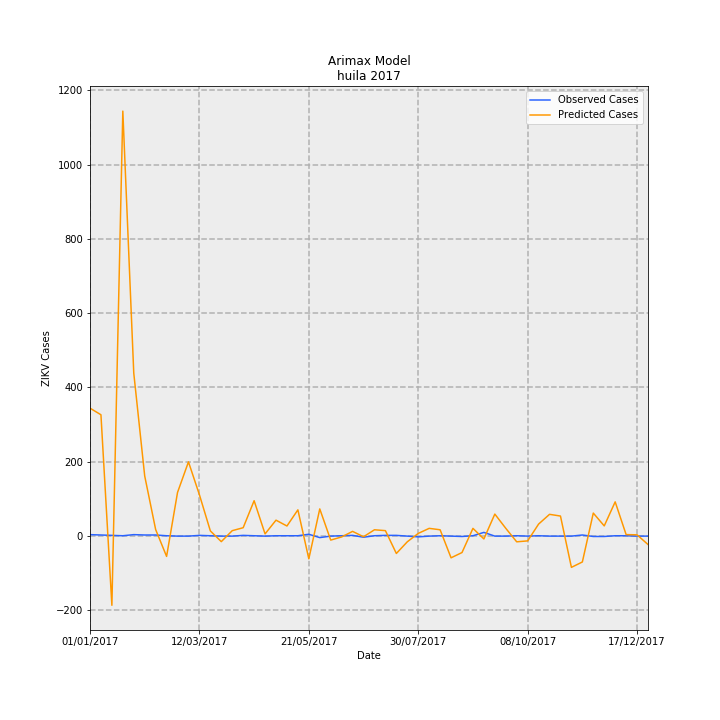 Arimax Model
huila 2017
Observed Cases
Predicted Cases
1200
1000
800
600
400
200
0
−200
ZIKV Cases
01/01/2017
12/03/2017
21/05/2017
30/07/2017
08/10/2017
17/12/2017
Date